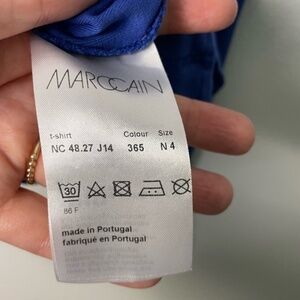 MARCCAIN
t-shirt Colour Size
NC 48.27 J14 365 N 4
30
86 F
made in Portugal
fabriqué en Portugal